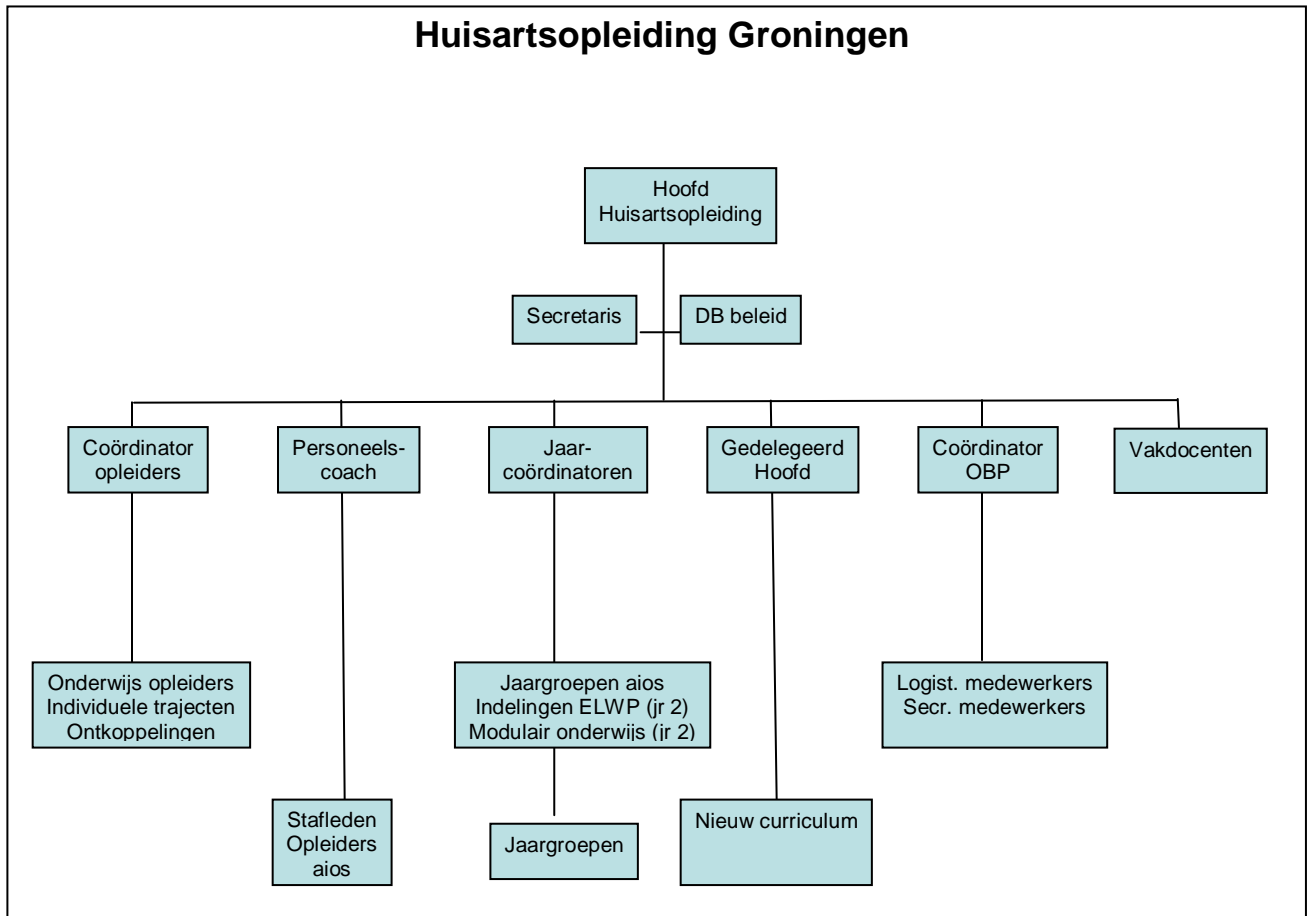 Huisartsopleiding Groningen
Hoofd
Huisartsopleiding
Secretaris
DB beleid
Coördinator
opleiders
Personeels-
coach
Jaar-
coördinatoren
Gedelegeerd
Hoofd
Coördinator
OBP
Vakdocenten
Onderwijs opleiders
Individuele trajecten
Ontkoppelingen
Jaargroepen aios
Indelingen ELWP (jr 2)
Modulair onderwijs (jr 2)
Logist. medewerkers
Secr. medewerkers
Stafleden
Opleiders
aios
Jaargroepen
Nieuw curriculum